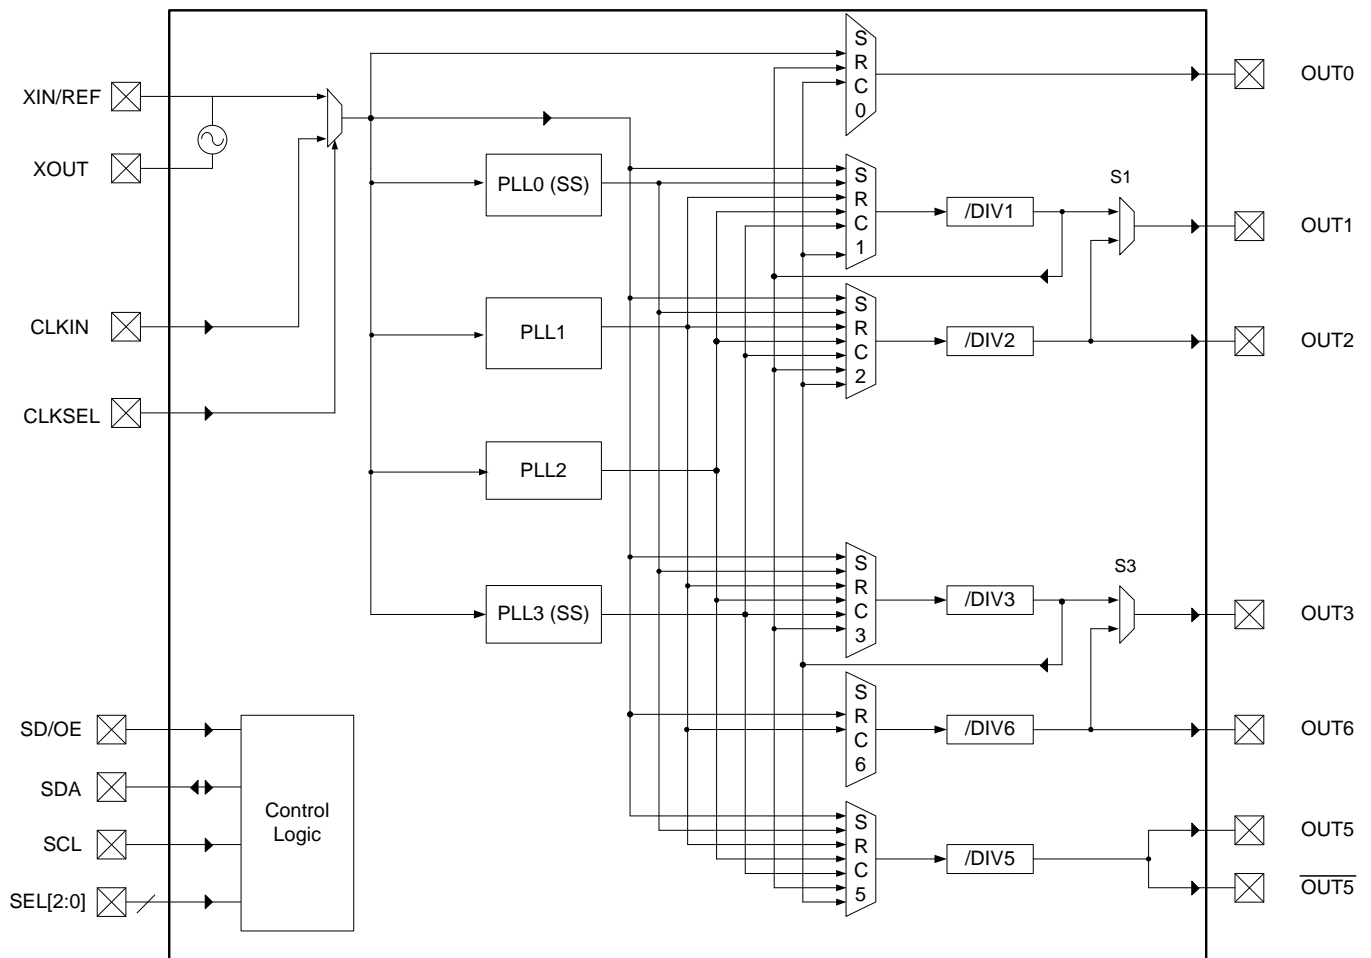 XIN/REF
XOUT
CLKIN
CLKSEL
SD/OE
SDA
SCL
SEL[2:0]
Control
Logic
PLL0 (SS)
PLL1
PLL2
PLL3 (SS)
S
R
C
0
S
R
C
1
S
R
C
2
S
R
C
3
S
R
C
6
S
R
C
5
/DIV1
/DIV2
/DIV3
/DIV6
/DIV5
S1
S3
OUT0
OUT1
OUT2
OUT3
OUT6
OUT5
OUT5